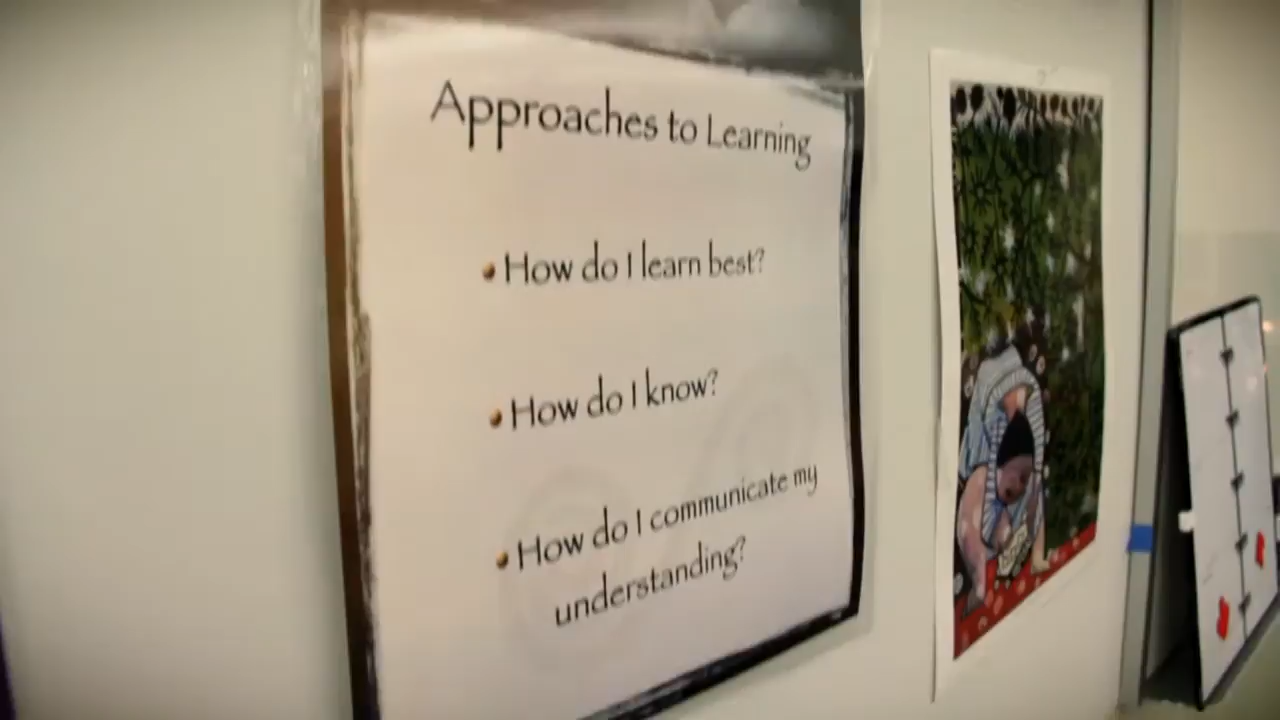 Approaches to Learning
• How do I learn best?
• How do I know?
• How do I communicate my
understanding?